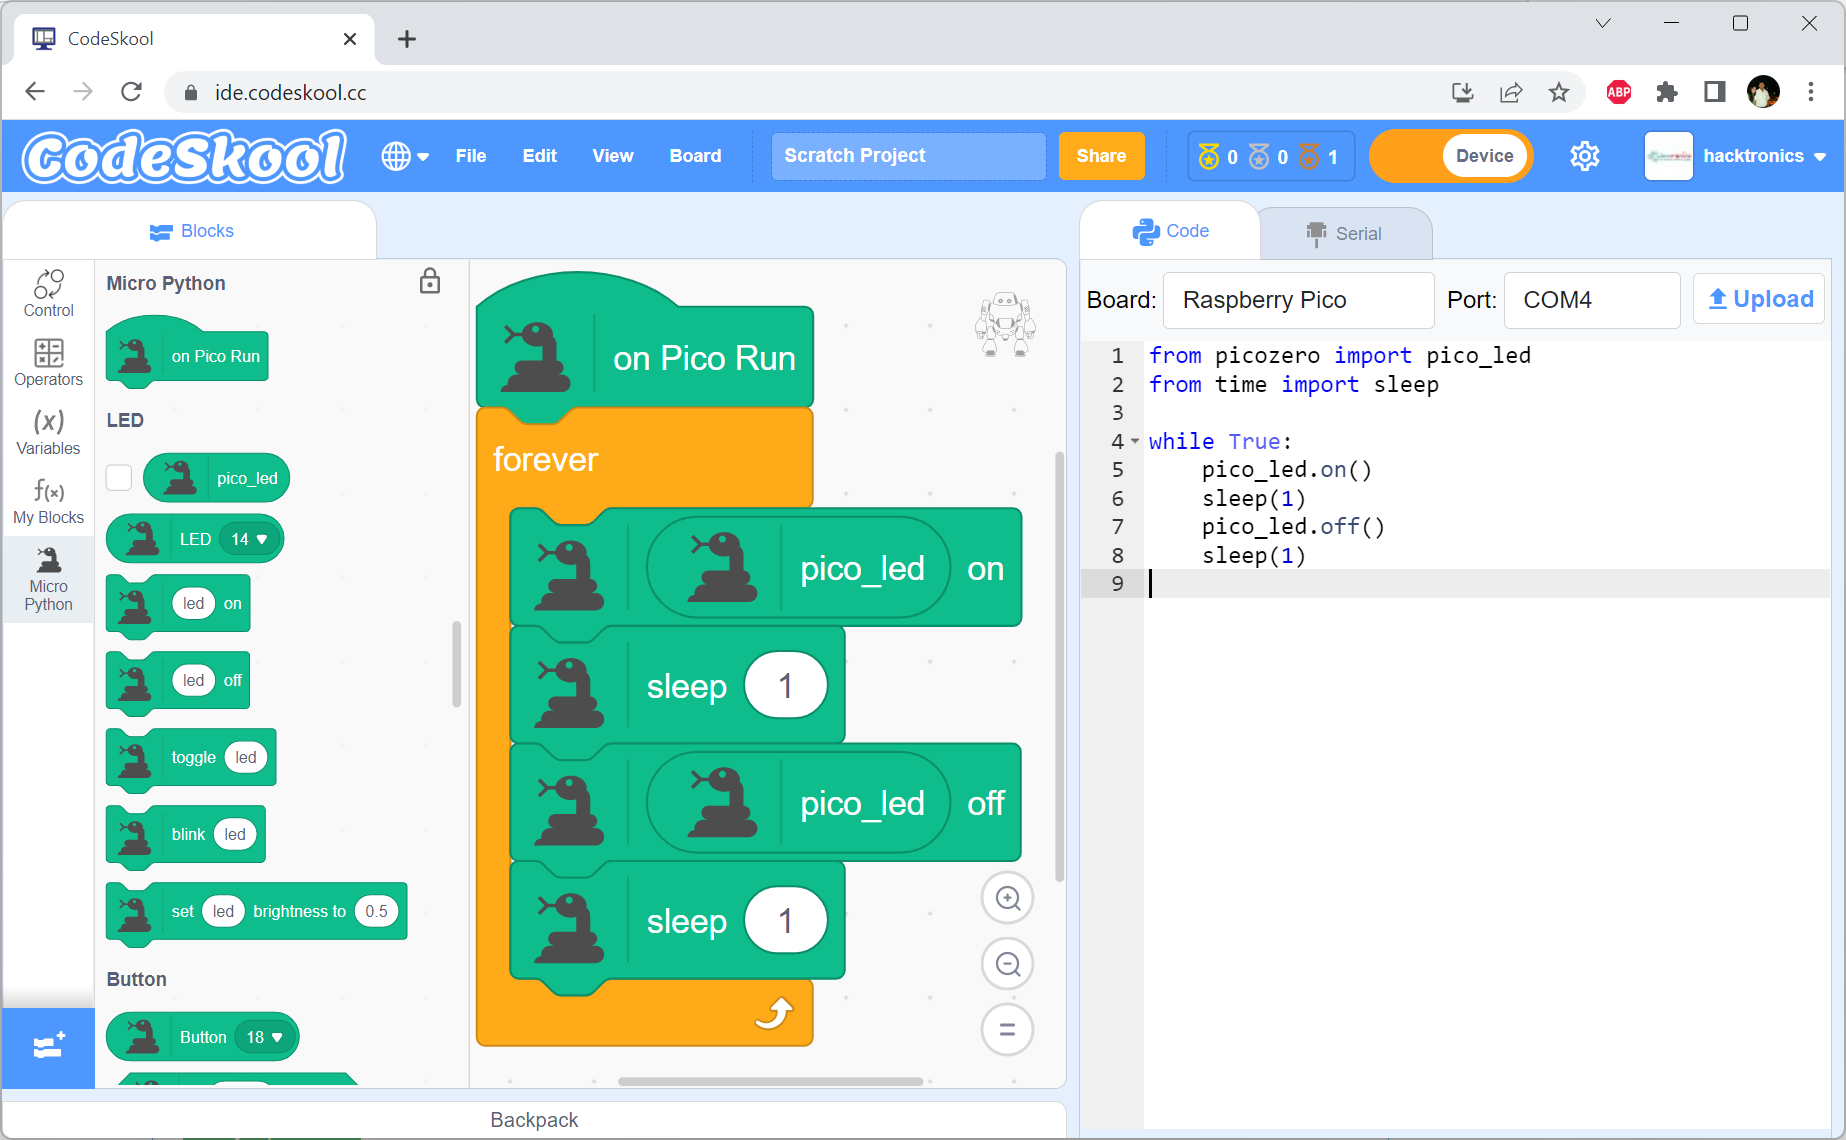 CodeSkool
ide.codeskool.cc
ABP
CodeSkool
File Edit View Board
Scratch Project
Share
0 0 1
Device
hacktronics
Blocks
Control
Operators
(x)
Variables
f(x)
My Blocks
Micro
Python
Micro Python
on Pico Run
LED
pico_led
LED 14
led on
led off
toggle led
blink led
set led brightness to 0.5
Button
Button 18
on Pico Run
forever
pico_led on
sleep 1
pico_led off
sleep 1
Backpack
Code
Serial
Board: Raspberry Pico Port: COM4 Upload
1 from picozero import pico_led
2 from time import sleep
3
4 while True:
5 pico_led.on()
6 sleep(1)
7 pico_led.off()
8 sleep(1)
9